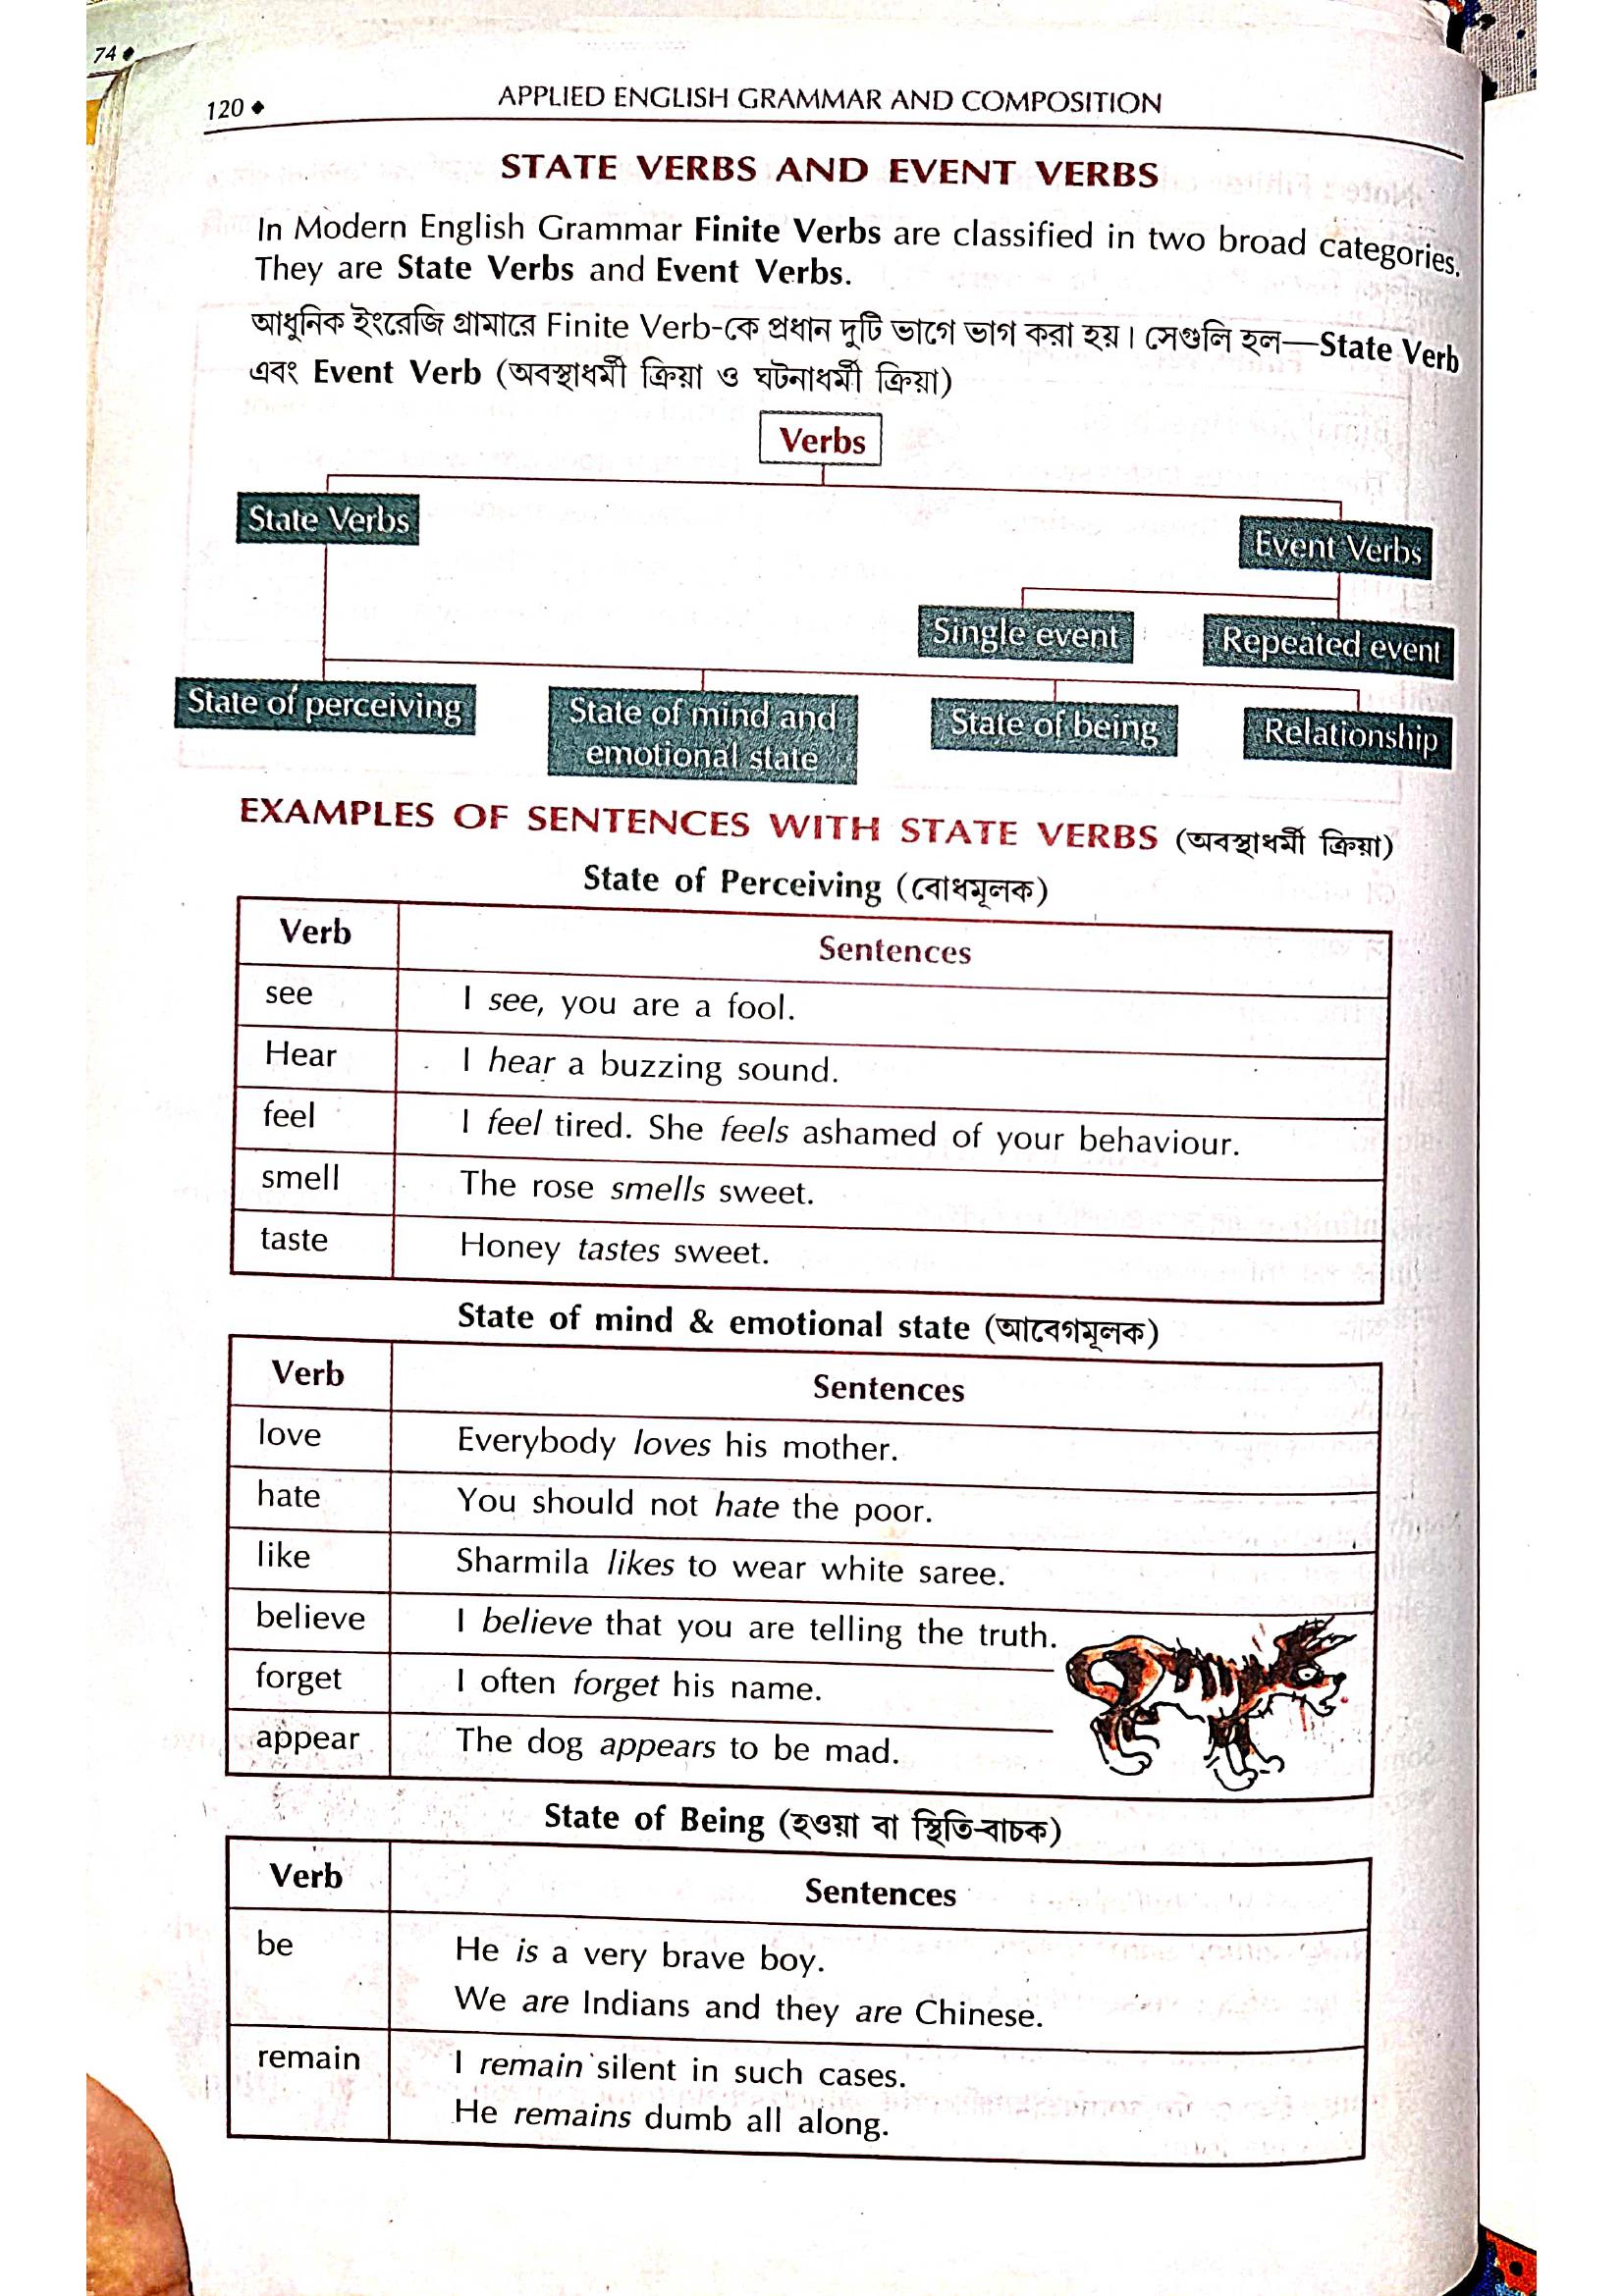 74 ◆
120 ◆
APPLIED ENGLISH GRAMMAR AND COMPOSITION
STATE VERBS AND EVENT VERBS
In Modern English Grammar Finite Verbs are classified in two broad categories.
They are State Verbs and Event Verbs.
আধুনিক ইংরেজি গ্রামারে Finite Verb-কে প্রধান দুটি ভাগে ভাগ করা হয়। সেগুলি হল—State Verb
এবং Event Verb (অবস্থাধর্মী ক্রিয়া ও ঘটনাধর্মী ক্রিয়া)
Verbs
State Verbs
Event Verbs
Single event
Repeated event
State of perceiving
State of mind and
emotional state
State of being
Relationship
EXAMPLES OF SENTENCES WITH STATE VERBS (অবস্থাধর্মী ক্রিয়া)
State of Perceiving (বোধমূলক)
Verb Sentences
see I see, you are a fool.
Hear I hear a buzzing sound.
feel I feel tired. She feels ashamed of your behaviour.
smell The rose smells sweet.
taste Honey tastes sweet.
State of mind & emotional state (আবেগমূলক)
Verb Sentences
love Everybody loves his mother.
hate You should not hate the poor.
like Sharmila likes to wear white saree.
believe I believe that you are telling the truth.
forget I often forget his name.
appear The dog appears to be mad.
State of Being (হওয়া বা স্থিতি-বাচক)
Verb Sentences
be He is a very brave boy.
We are Indians and they are Chinese.
remain I remain silent in such cases.
He remains dumb all along.